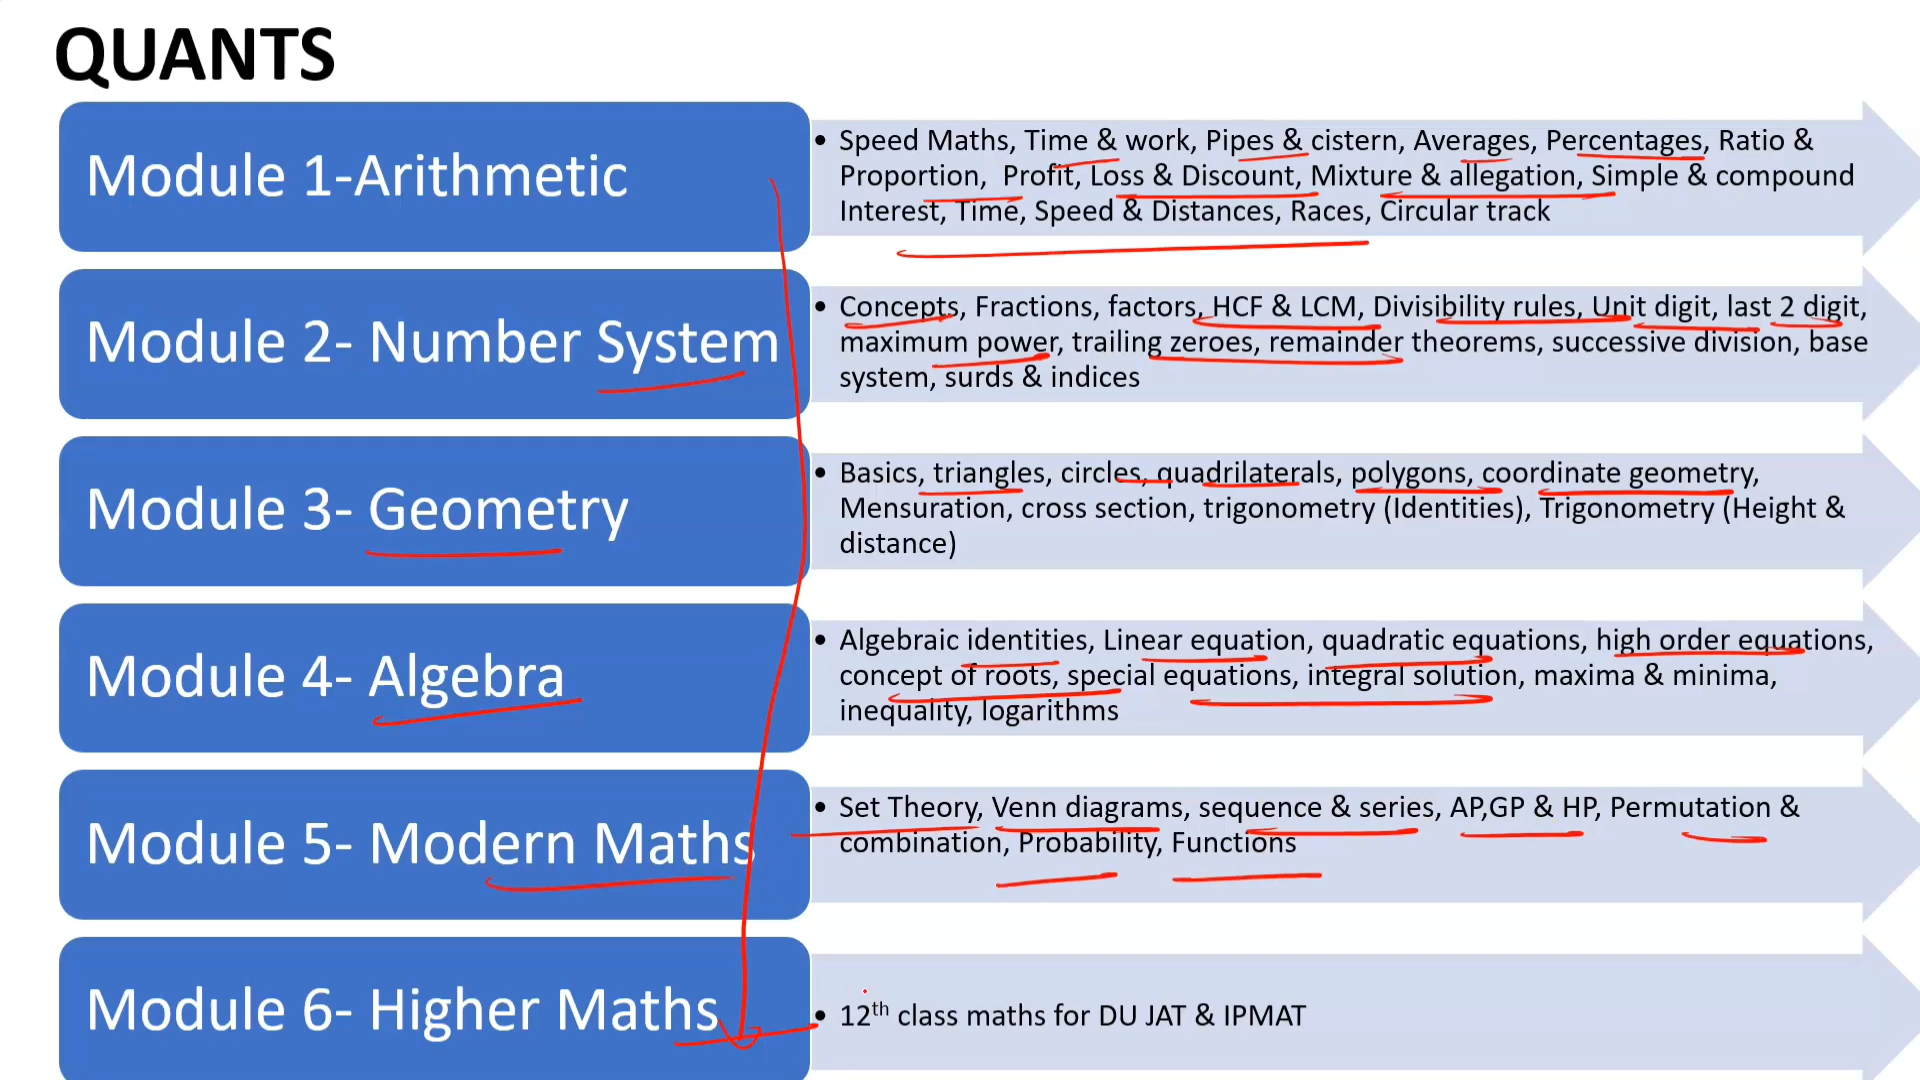 QUANTS
Module 1-Arithmetic
• Speed Maths, Time & work, Pipes & cistern, Averages, Percentages, Ratio &
Proportion, Profit, Loss & Discount, Mixture & allegation, Simple & compound
Interest, Time, Speed & Distances, Races, Circular track
Module 2- Number System
• Concepts, Fractions, factors, HCF & LCM, Divisibility rules, Unit digit, last 2 digit,
maximum power, trailing zeroes, remainder theorems, successive division, base
system, surds & indices
Module 3- Geometry
• Basics, triangles, circles, quadrilaterals, polygons, coordinate geometry,
Mensuration, cross section, trigonometry (Identities), Trigonometry (Height &
distance)
Module 4- Algebra
• Algebraic identities, Linear equation, quadratic equations, high order equations,
concept of roots, special equations, integral solution, maxima & minima,
inequality, logarithms
Module 5- Modern Maths
• Set Theory, Venn diagrams, sequence & series, AP,GP & HP, Permutation &
combination, Probability, Functions
Module 6- Higher Maths
• 12th class maths for DU JAT & IPMAT